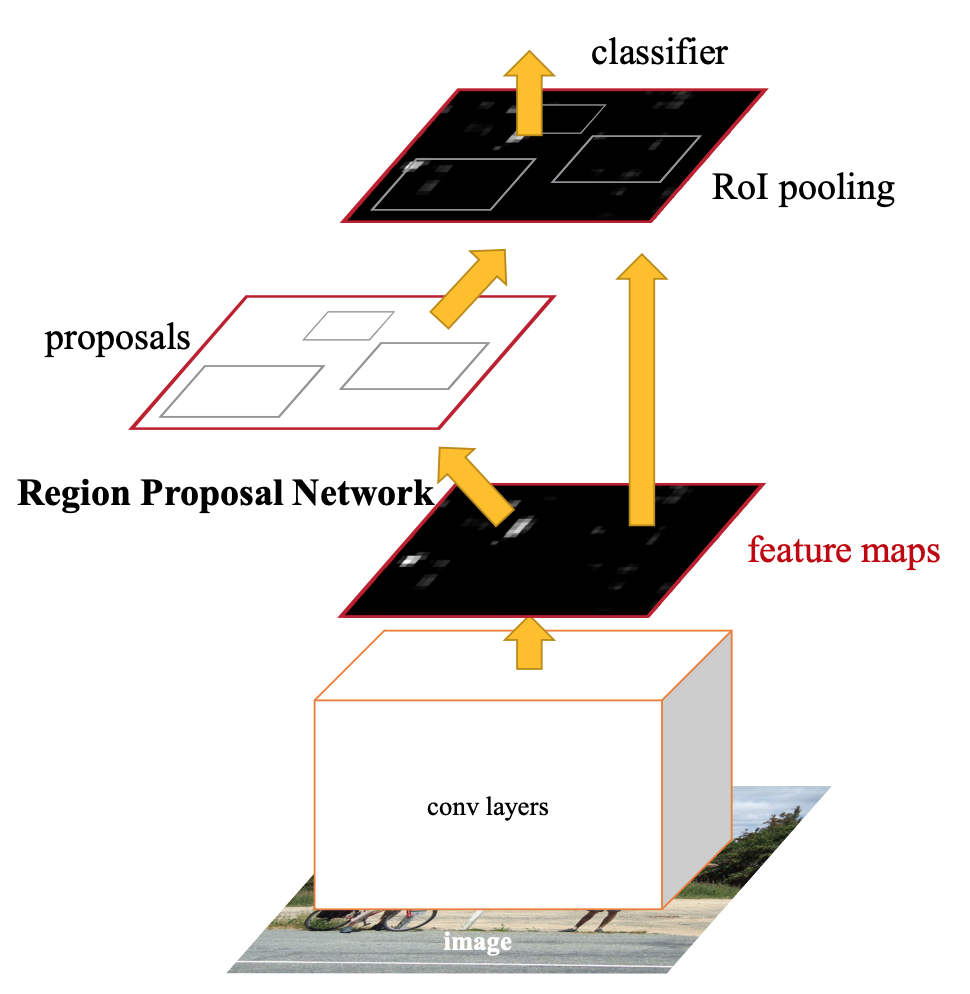 classifier
RoI pooling
proposals
Region Proposal Network
feature maps
conv layers
image